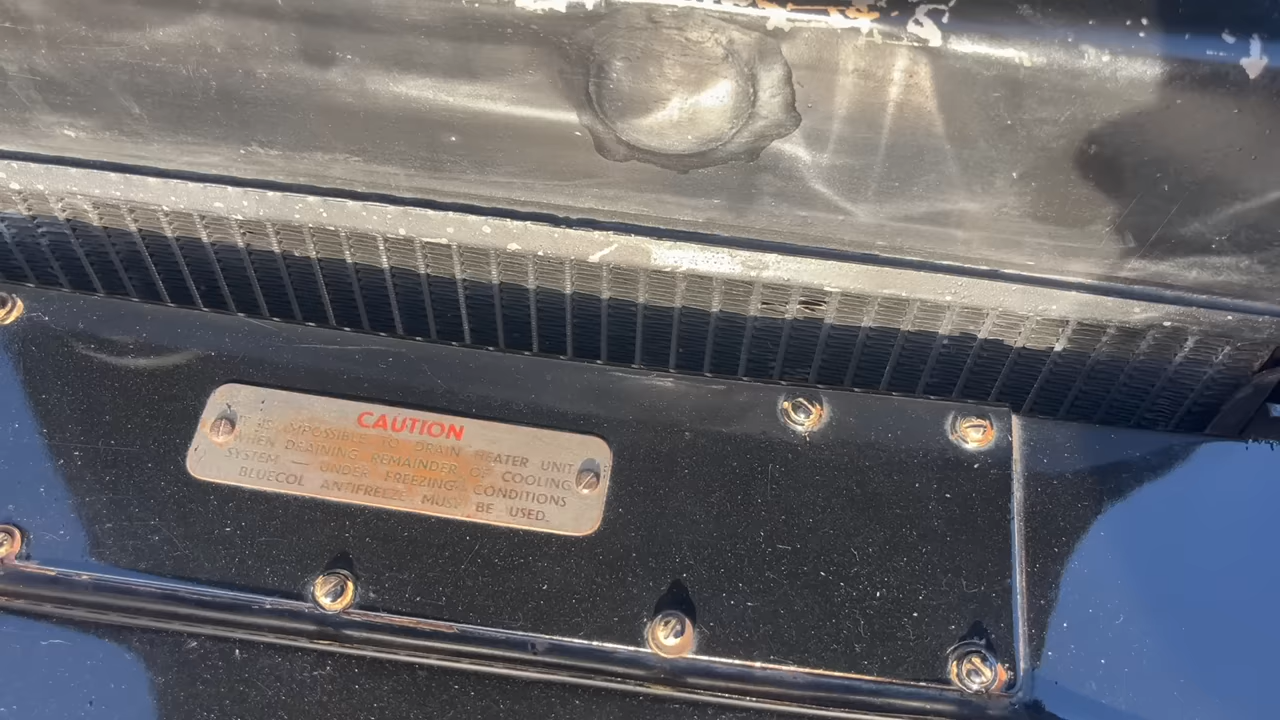 CAUTION
IT IS IMPOSSIBLE TO DRAIN HEATER UNIT
WHEN DRAINING REMAINDER OF COOLING
SYSTEM — UNDER FREEZING CONDITIONS
BLUECOL ANTIFREEZE MUST BE USED.